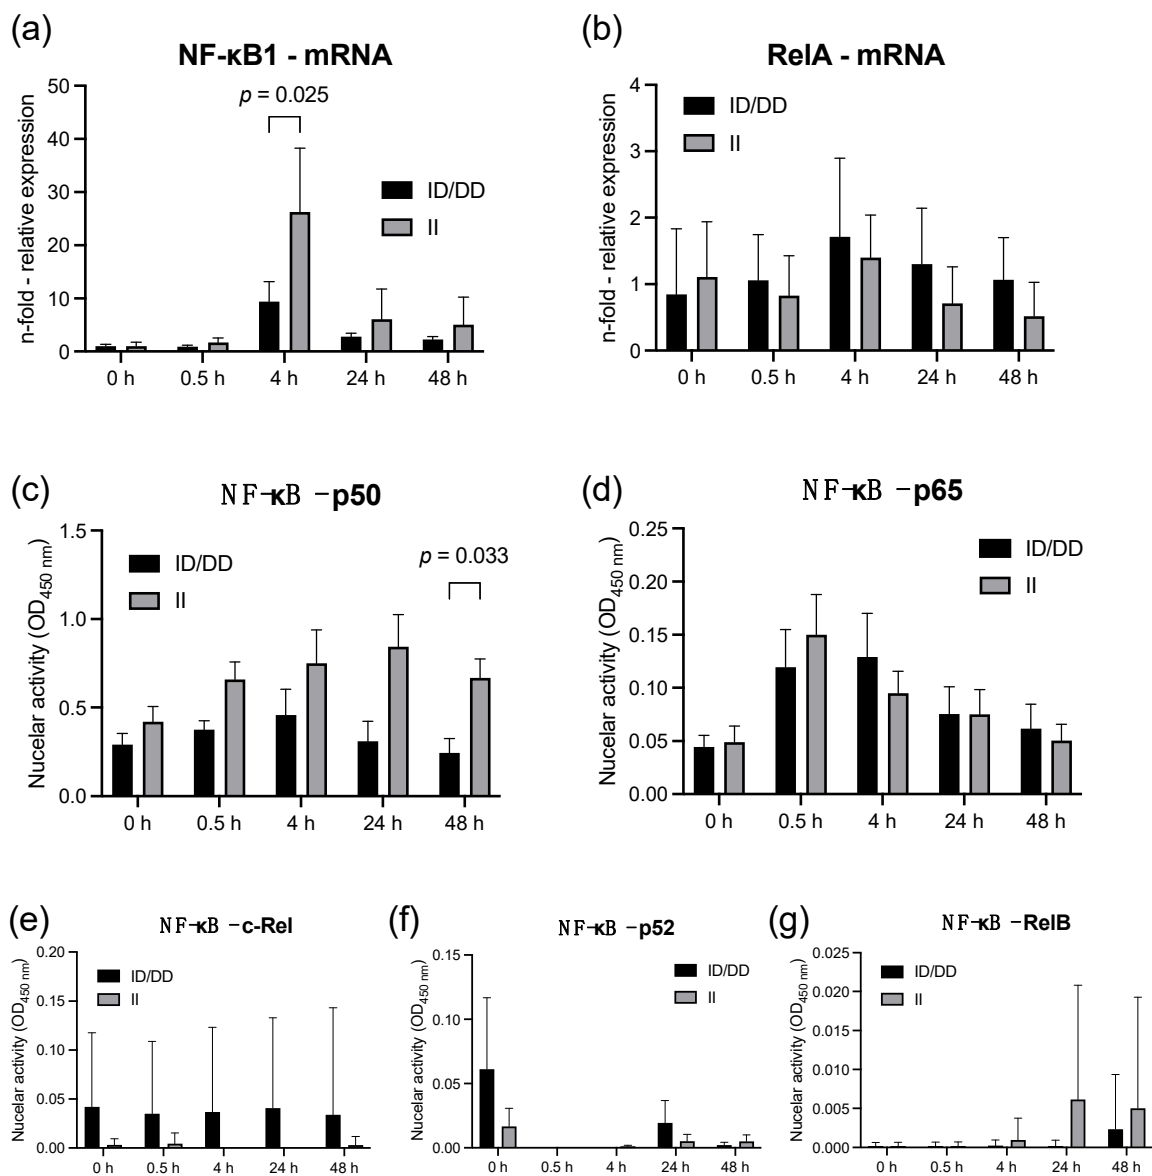 (a)
NF-κB1 - mRNA
n-fold - relative expression
50
40
30
20
10
0
p = 0.025
ID/DD
II
0 h
0.5 h
4 h
24 h
48 h
(b)
RelA - mRNA
n-fold - relative expression
4
3
2
1
0
ID/DD
II
0 h
0.5 h
4 h
24 h
48 h
(c)
NF-κB -p50
Nucelar activity (OD450 nm)
1.5
1.0
0.5
0.0
ID/DD
II
p = 0.033
0 h
0.5 h
4 h
24 h
48 h
(d)
NF-κB -p65
Nucelar activity (OD450 nm)
0.25
0.20
0.15
0.10
0.05
0.00
ID/DD
II
0 h
0.5 h
4 h
24 h
48 h
(e)
NF-κB -c-Rel
Nucelar activity (OD450 nm)
0.20
0.15
0.10
0.05
0.00
ID/DD
II
0 h
0.5 h
4 h
24 h
48 h
(f)
NF-κB -p52
Nucelar activity (OD450 nm)
0.15
0.10
0.05
0.00
ID/DD
II
0 h
0.5 h
4 h
24 h
48 h
(g)
NF-κB -RelB
Nucelar activity (OD450 nm)
0.025
0.020
0.015
0.010
0.005
0.000
ID/DD
II
0 h
0.5 h
4 h
24 h
48 h